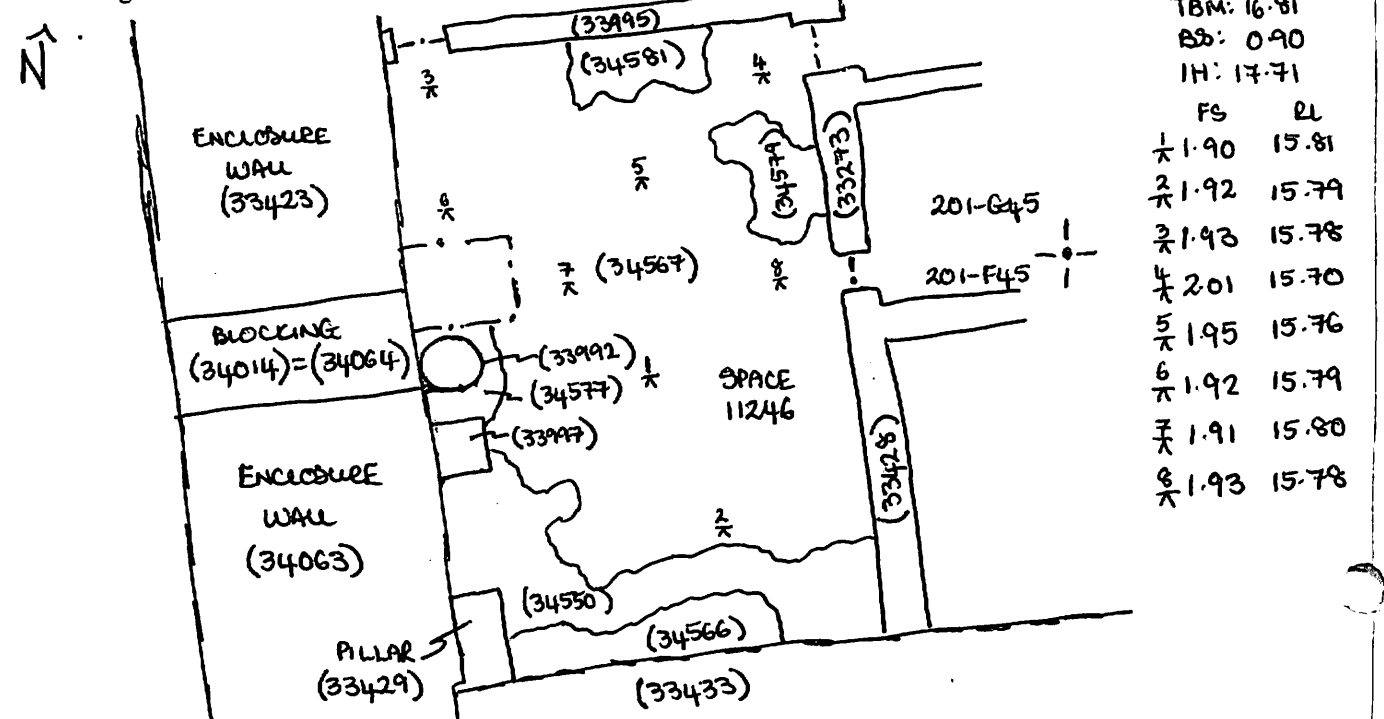 N
(33995)
(34581)
3
4
ENCLOSURE
WALL
(33423)
5
6
(34579)
(33273)
7
(34567)
8
201-G45
201-F45
BLOCKING
(34014)=(34064)
(33992)
1
(34577)
(33997)
SPACE
11246
(33428)
ENCLOSURE
WALL
(34063)
2
(34550)
(34566)
PILLAR
(33429)
(33433)
TBM: 16.81
BS: 0.90
IH: 17.71
FS RL
1 1.90 15.81
2 1.92 15.79
3 1.93 15.78
4 2.01 15.70
5 1.95 15.76
6 1.92 15.79
7 1.91 15.80
8 1.93 15.78